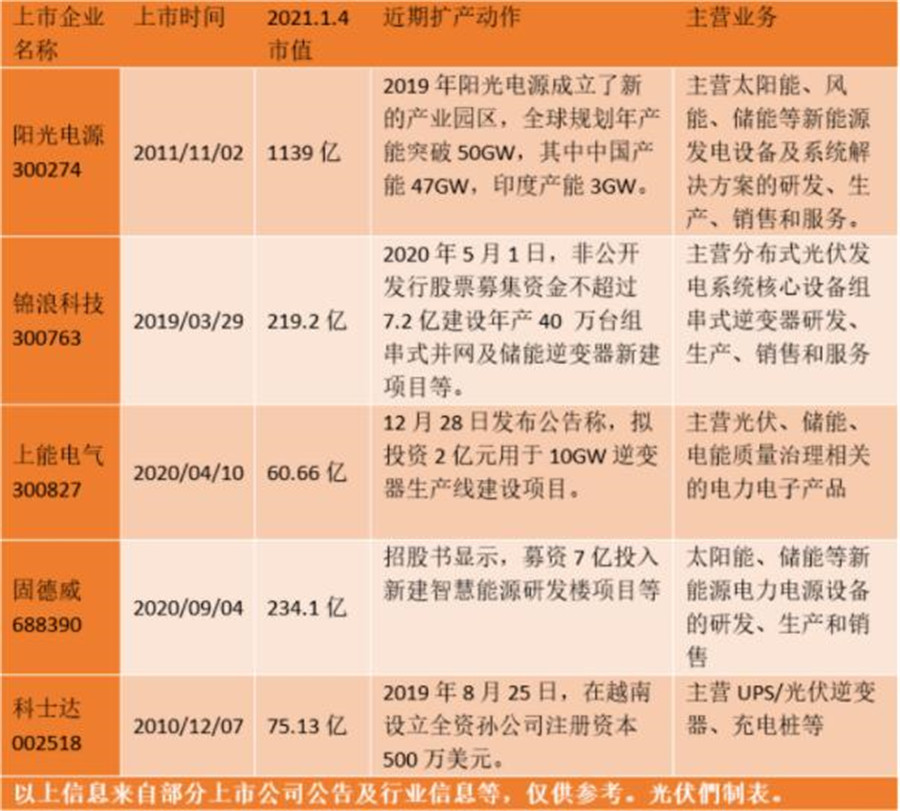 上市企业
名称
上市时间
2021.1.4
市值
近期扩产动作
主营业务
阳光电源
300274
2011/11/02
1139 亿
2019 年阳光电源成立了新
的产业园区，全球规划年产
能突破 50GW，其中中国产
能 47GW，印度产能 3GW。
主营太阳能、风
能、储能等新能源
发电设备及系统解
决方案的研发、生
产、销售和服务。
锦浪科技
300763
2019/03/29
219.2 亿
2020 年 5 月 1 日，非公开
发行股票募集资金不超过
7.2 亿建设年产 40 万台组
串式并网及储能逆变器新建
项目等。
主营分布式光伏发
电系统核心设备组
串式逆变器研发、
生产、销售和服务
上能电气
300827
2020/04/10
60.66 亿
12 月 28 日发布公告称，拟
投资 2 亿元用于 10GW 逆变
器生产线建设项目。
主营光伏、储能、
电能质量治理相关
的电力电子产品
固德威
688390
2020/09/04
234.1 亿
招股书显示，募资 7 亿投入
新建智慧能源研发楼项目等
太阳能、储能等新
能源电力电源设备
的研发、生产和销
售
科士达
002518
2010/12/07
75.13 亿
2019 年 8 月 25 日，在越南
设立全资孙公司注册资本
500 万美元。
主营 UPS/光伏逆变
器、充电桩等
以上信息来自部分上市公司公告及行业信息等，仅供参考。光伏們制表。